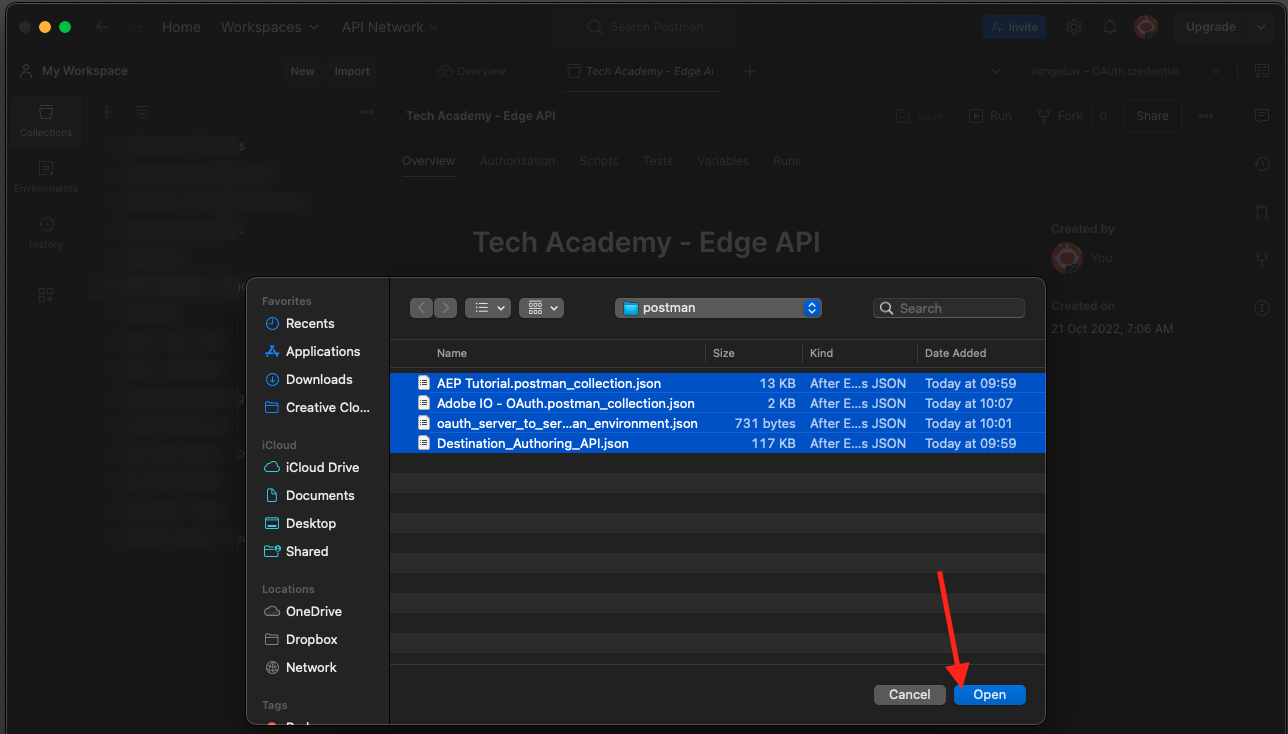 Home Workspaces API Network Search Postman Invite Upgrade
My Workspace New Import Overview Tech Academy - Edge AI vangeluw - OAuth credential
Collections
Environments
History
Tech Academy - Edge API Save Run Fork 0 Share
Overview Authorization Scripts Tests Variables Runs
Tech Academy - Edge API
Created by
You
Created on
21 Oct 2022, 7:06 AM
Favorites
Recents
Applications
Downloads
Creative Clo...
iCloud
iCloud Drive
Documents
Desktop
Shared
Locations
OneDrive
Dropbox
Network
Tags
postman Search
Name Size Kind Date Added
AEP Tutorial.postman_collection.json 13 KB After E...s JSON Today at 09:59
Adobe IO - OAuth.postman_collection.json 2 KB After E...s JSON Today at 10:07
oauth_server_to_ser...an_environment.json 731 bytes After E...s JSON Today at 10:01
Destination_Authoring_API.json 117 KB After E...s JSON Today at 09:59
Cancel Open